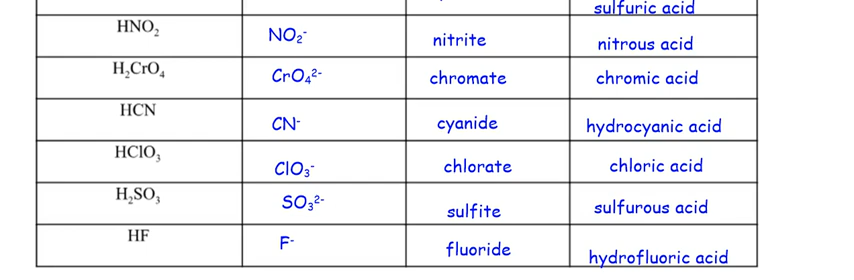 sulfuric acid
HNO₂ NO₂⁻ nitrite nitrous acid
H₂CrO₄ CrO₄²⁻ chromate chromic acid
HCN CN⁻ cyanide hydrocyanic acid
HClO₃ ClO₃⁻ chlorate chloric acid
H₂SO₃ SO₃²⁻ sulfite sulfurous acid
HF F⁻ fluoride hydrofluoric acid